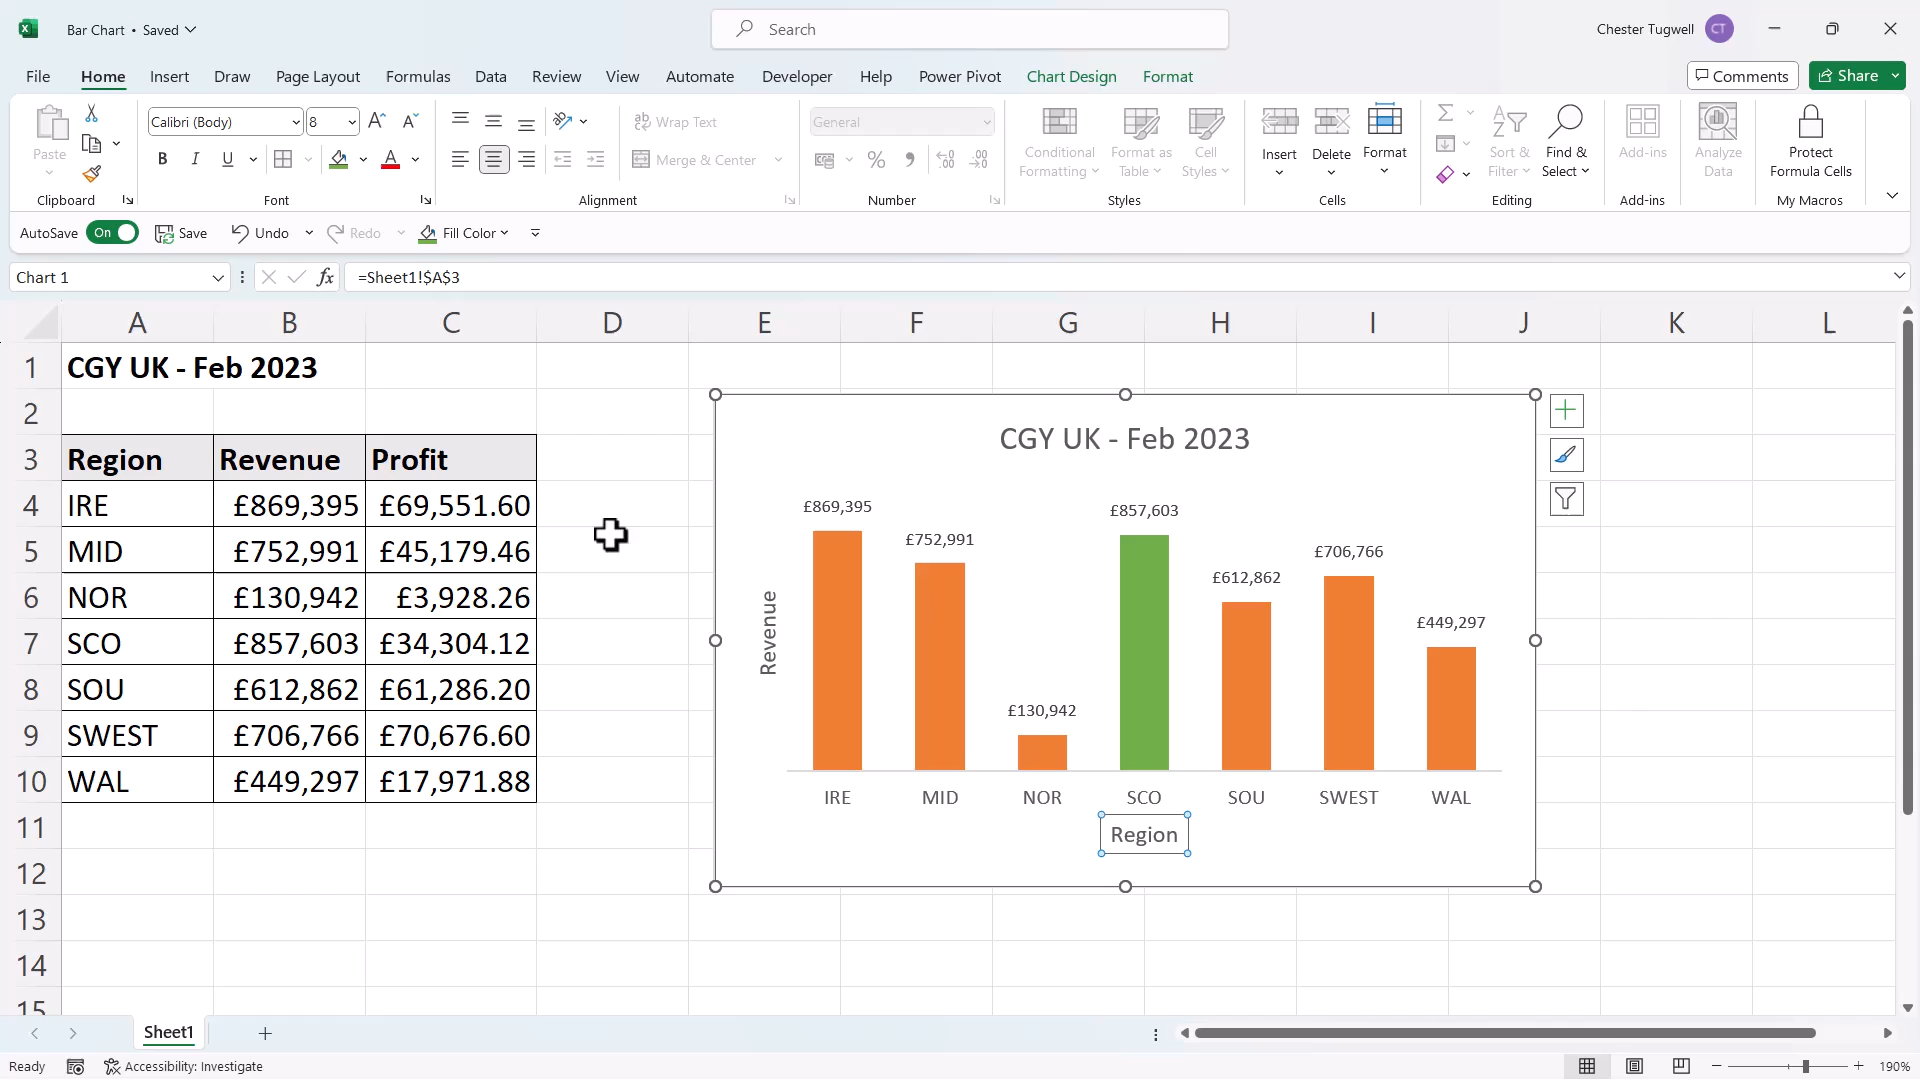 Bar Chart • Saved
Search
Chester Tugwell
CT
File Home Insert Draw Page Layout Formulas Data Review View Automate Developer Help Power Pivot Chart Design Format
Comments
Share
Paste
Clipboard
Calibri (Body)
8
B I U
A
Font
ab Wrap Text
Merge & Center
Alignment
General
%
Number
Conditional Formatting
Format as Table
Cell Styles
Styles
Insert
Delete
Format
Cells
Sort & Filter
Find & Select
Editing
Add-ins
Add-ins
Analyze Data
Protect Formula Cells
My Macros
AutoSave On Save Undo Redo Fill Color
Chart 1
fx
=Sheet1!$A$3
A B C D E F G H I J K L
1 CGY UK - Feb 2023
2
3 Region Revenue Profit
4 IRE £869,395 £69,551.60
5 MID £752,991 £45,179.46
6 NOR £130,942 £3,928.26
7 SCO £857,603 £34,304.12
8 SOU £612,862 £61,286.20
9 SWEST £706,766 £70,676.60
10 WAL £449,297 £17,971.88
11
12
13
14
15
CGY UK - Feb 2023
Revenue
£869,395
£752,991
£130,942
£857,603
£612,862
£706,766
£449,297
IRE MID NOR SCO SOU SWEST WAL
Region
Sheet1
Ready
Accessibility: Investigate
190%